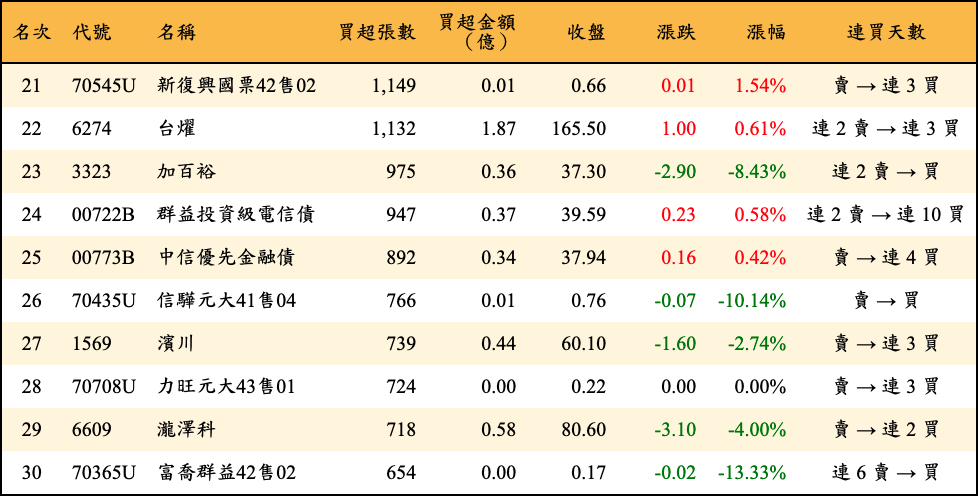 名次 代號 名稱 買超張數 買超金額（億） 收盤 漲跌 漲幅 連買天數
21 70545U 新復興國票42售02 1,149 0.01 0.66 0.01 1.54% 賣 → 連 3 買
22 6274 台燿 1,132 1.87 165.50 1.00 0.61% 連 2 賣 → 連 3 買
23 3323 加百裕 975 0.36 37.30 -2.90 -8.43% 連 2 賣 → 買
24 00722B 群益投資級電信債 947 0.37 39.59 0.23 0.58% 連 2 賣 → 連 10 買
25 00773B 中信優先金融債 892 0.34 37.94 0.16 0.42% 賣 → 連 4 買
26 70435U 信驊元大41售04 766 0.01 0.76 -0.07 -10.14% 賣 → 買
27 1569 濱川 739 0.44 60.10 -1.60 -2.74% 賣 → 連 3 買
28 70708U 力旺元大43售01 724 0.00 0.22 0.00 0.00% 賣 → 連 3 買
29 6609 瀧澤科 718 0.58 80.60 -3.10 -4.00% 賣 → 連 2 買
30 70365U 富喬群益42售02 654 0.00 0.17 -0.02 -13.33% 連 6 賣 → 買